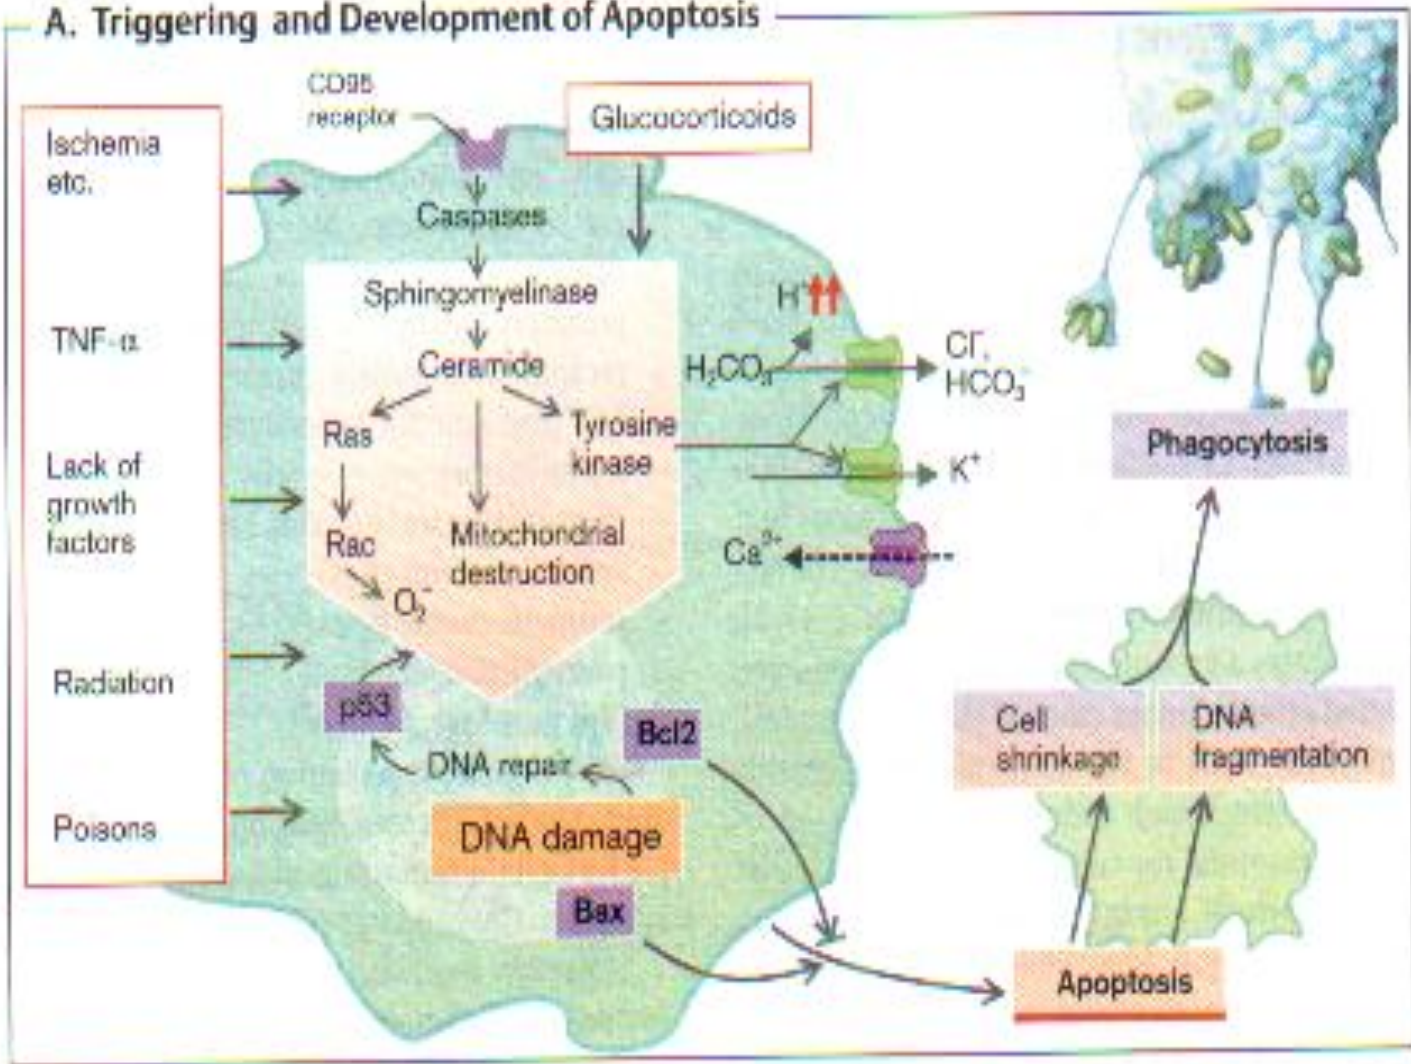 A. Triggering and Development of Apoptosis
CD95
receptor
Glucocorticoids
Ischemia
etc.
TNF-α
Lack of
growth
factors
Radiation
Poisons
Caspases
Sphingomyelinase
Ceramide
Ras
Tyrosine
kinase
Rac
Mitochondrial
destruction
O₂⁻
H⁺
H₂CO₃
Cl⁻,
HCO₃⁻
K⁺
Ca²⁺
p53
Bcl2
DNA repair
DNA damage
Bax
Phagocytosis
Cell
shrinkage
DNA
fragmentation
Apoptosis